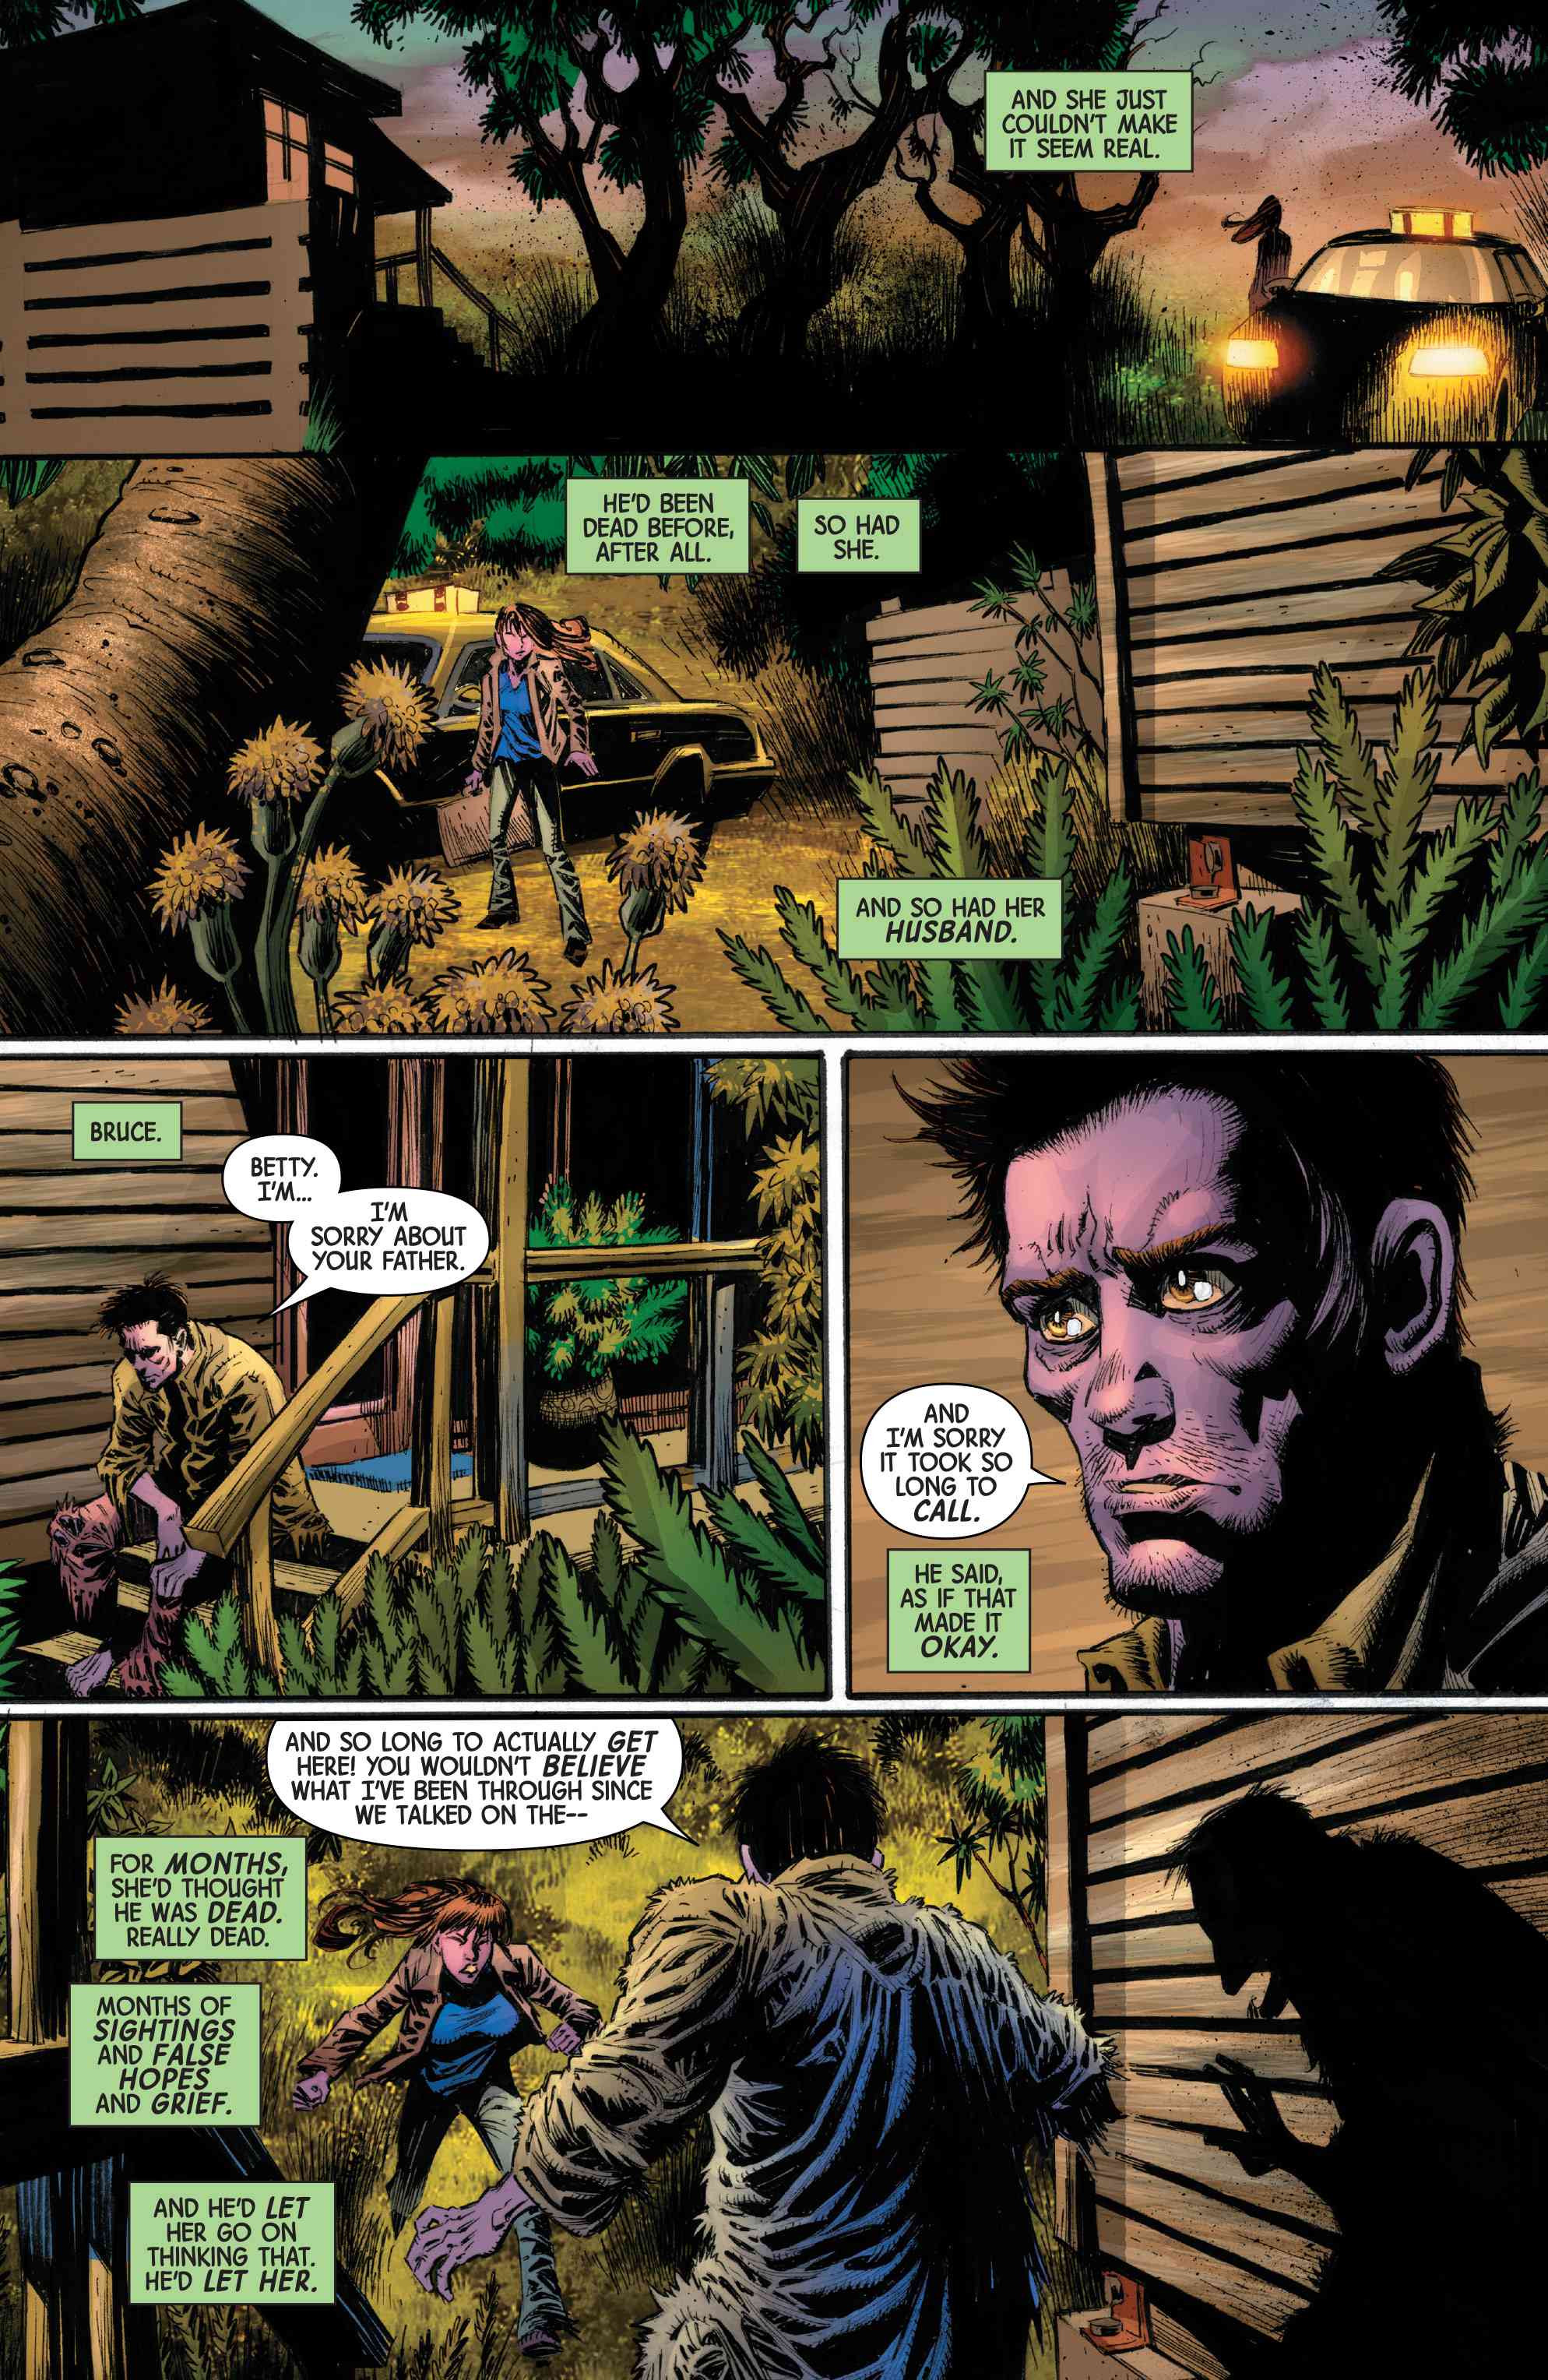 AND SHE JUST
COULDN'T MAKE
IT SEEM REAL.
HE'D BEEN
DEAD BEFORE,
AFTER ALL.
SO HAD
SHE.
AND SO HAD HER
HUSBAND.
BRUCE.
BETTY.
I'M...
I'M
SORRY ABOUT
YOUR FATHER.
AND
I'M SORRY
IT TOOK SO
LONG TO
CALL.
HE SAID,
AS IF THAT
MADE IT
OKAY.
AND SO LONG TO ACTUALLY GET
HERE! YOU WOULDN'T BELIEVE
WHAT I'VE BEEN THROUGH SINCE
WE TALKED ON THE--
FOR MONTHS,
SHE'D THOUGHT
HE WAS DEAD.
REALLY DEAD.
MONTHS OF
SIGHTINGS
AND FALSE
HOPES
AND GRIEF.
AND HE'D LET
HER GO ON
THINKING THAT.
HE'D LET HER.